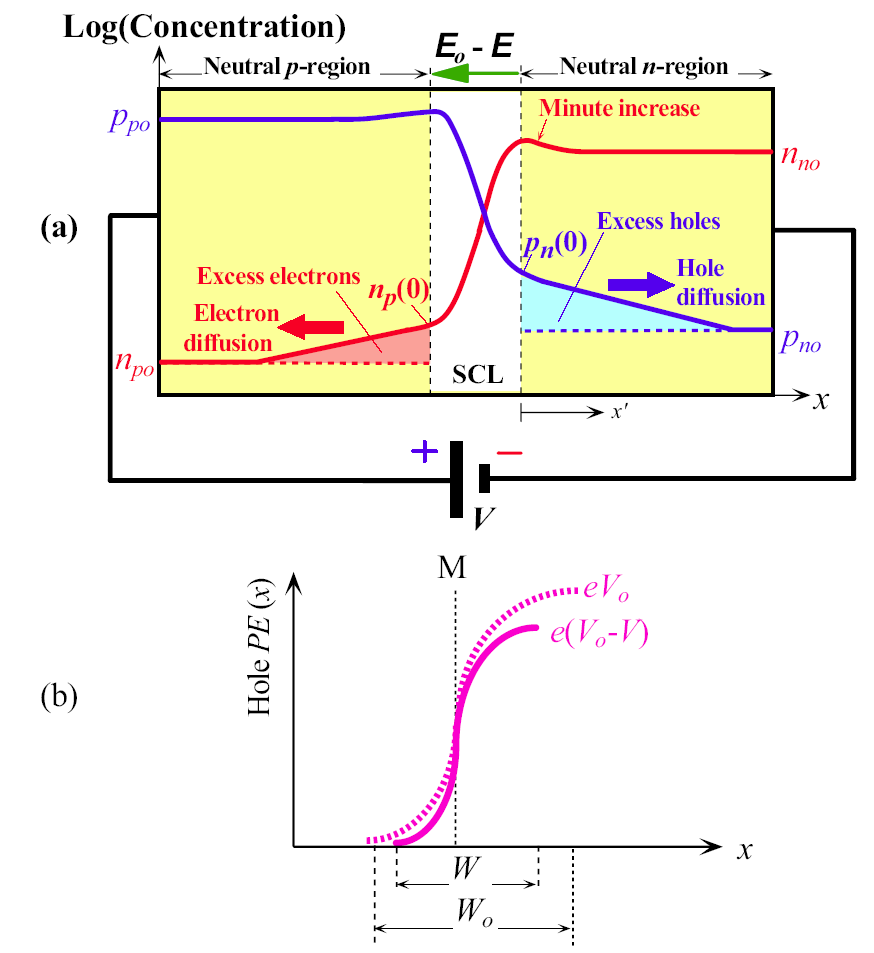 Log(Concentration)
Eo - E
Neutral p-region
Neutral n-region
Minute increase
ppo
nno
(a)
Excess holes
pn(0)
Excess electrons
np(0)
Hole
diffusion
Electron
diffusion
npo
pno
SCL
x
x'
+
−
V
M
eVo
e(Vo-V)
Hole PE (x)
(b)
x
W
Wo